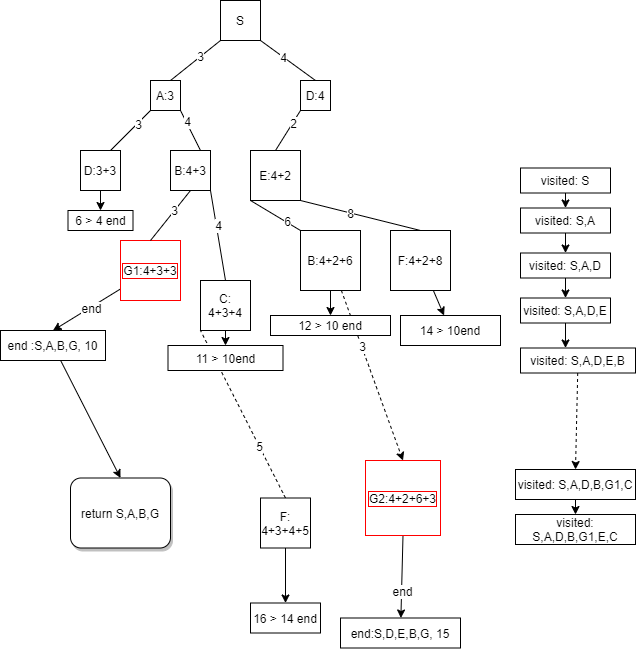 S
3
4
A:3
D:4
3
4
2
D:3+3
B:4+3
E:4+2
visited: S
6 > 4 end
3
4
6
8
visited: S,A
G1:4+3+3
B:4+2+6
F:4+2+8
visited: S,A,D
C:
4+3+4
end
visited: S,A,D,E
12 > 10 end
14 > 10end
end :S,A,B,G, 10
11 > 10end
3
visited: S,A,D,E,B
5
visited: S,A,D,B,G1,C
G2:4+2+6+3
return S,A,B,G
F:
4+3+4+5
visited:
S,A,D,B,G1,E,C
end
16 > 14 end
end:S,D,E,B,G, 15